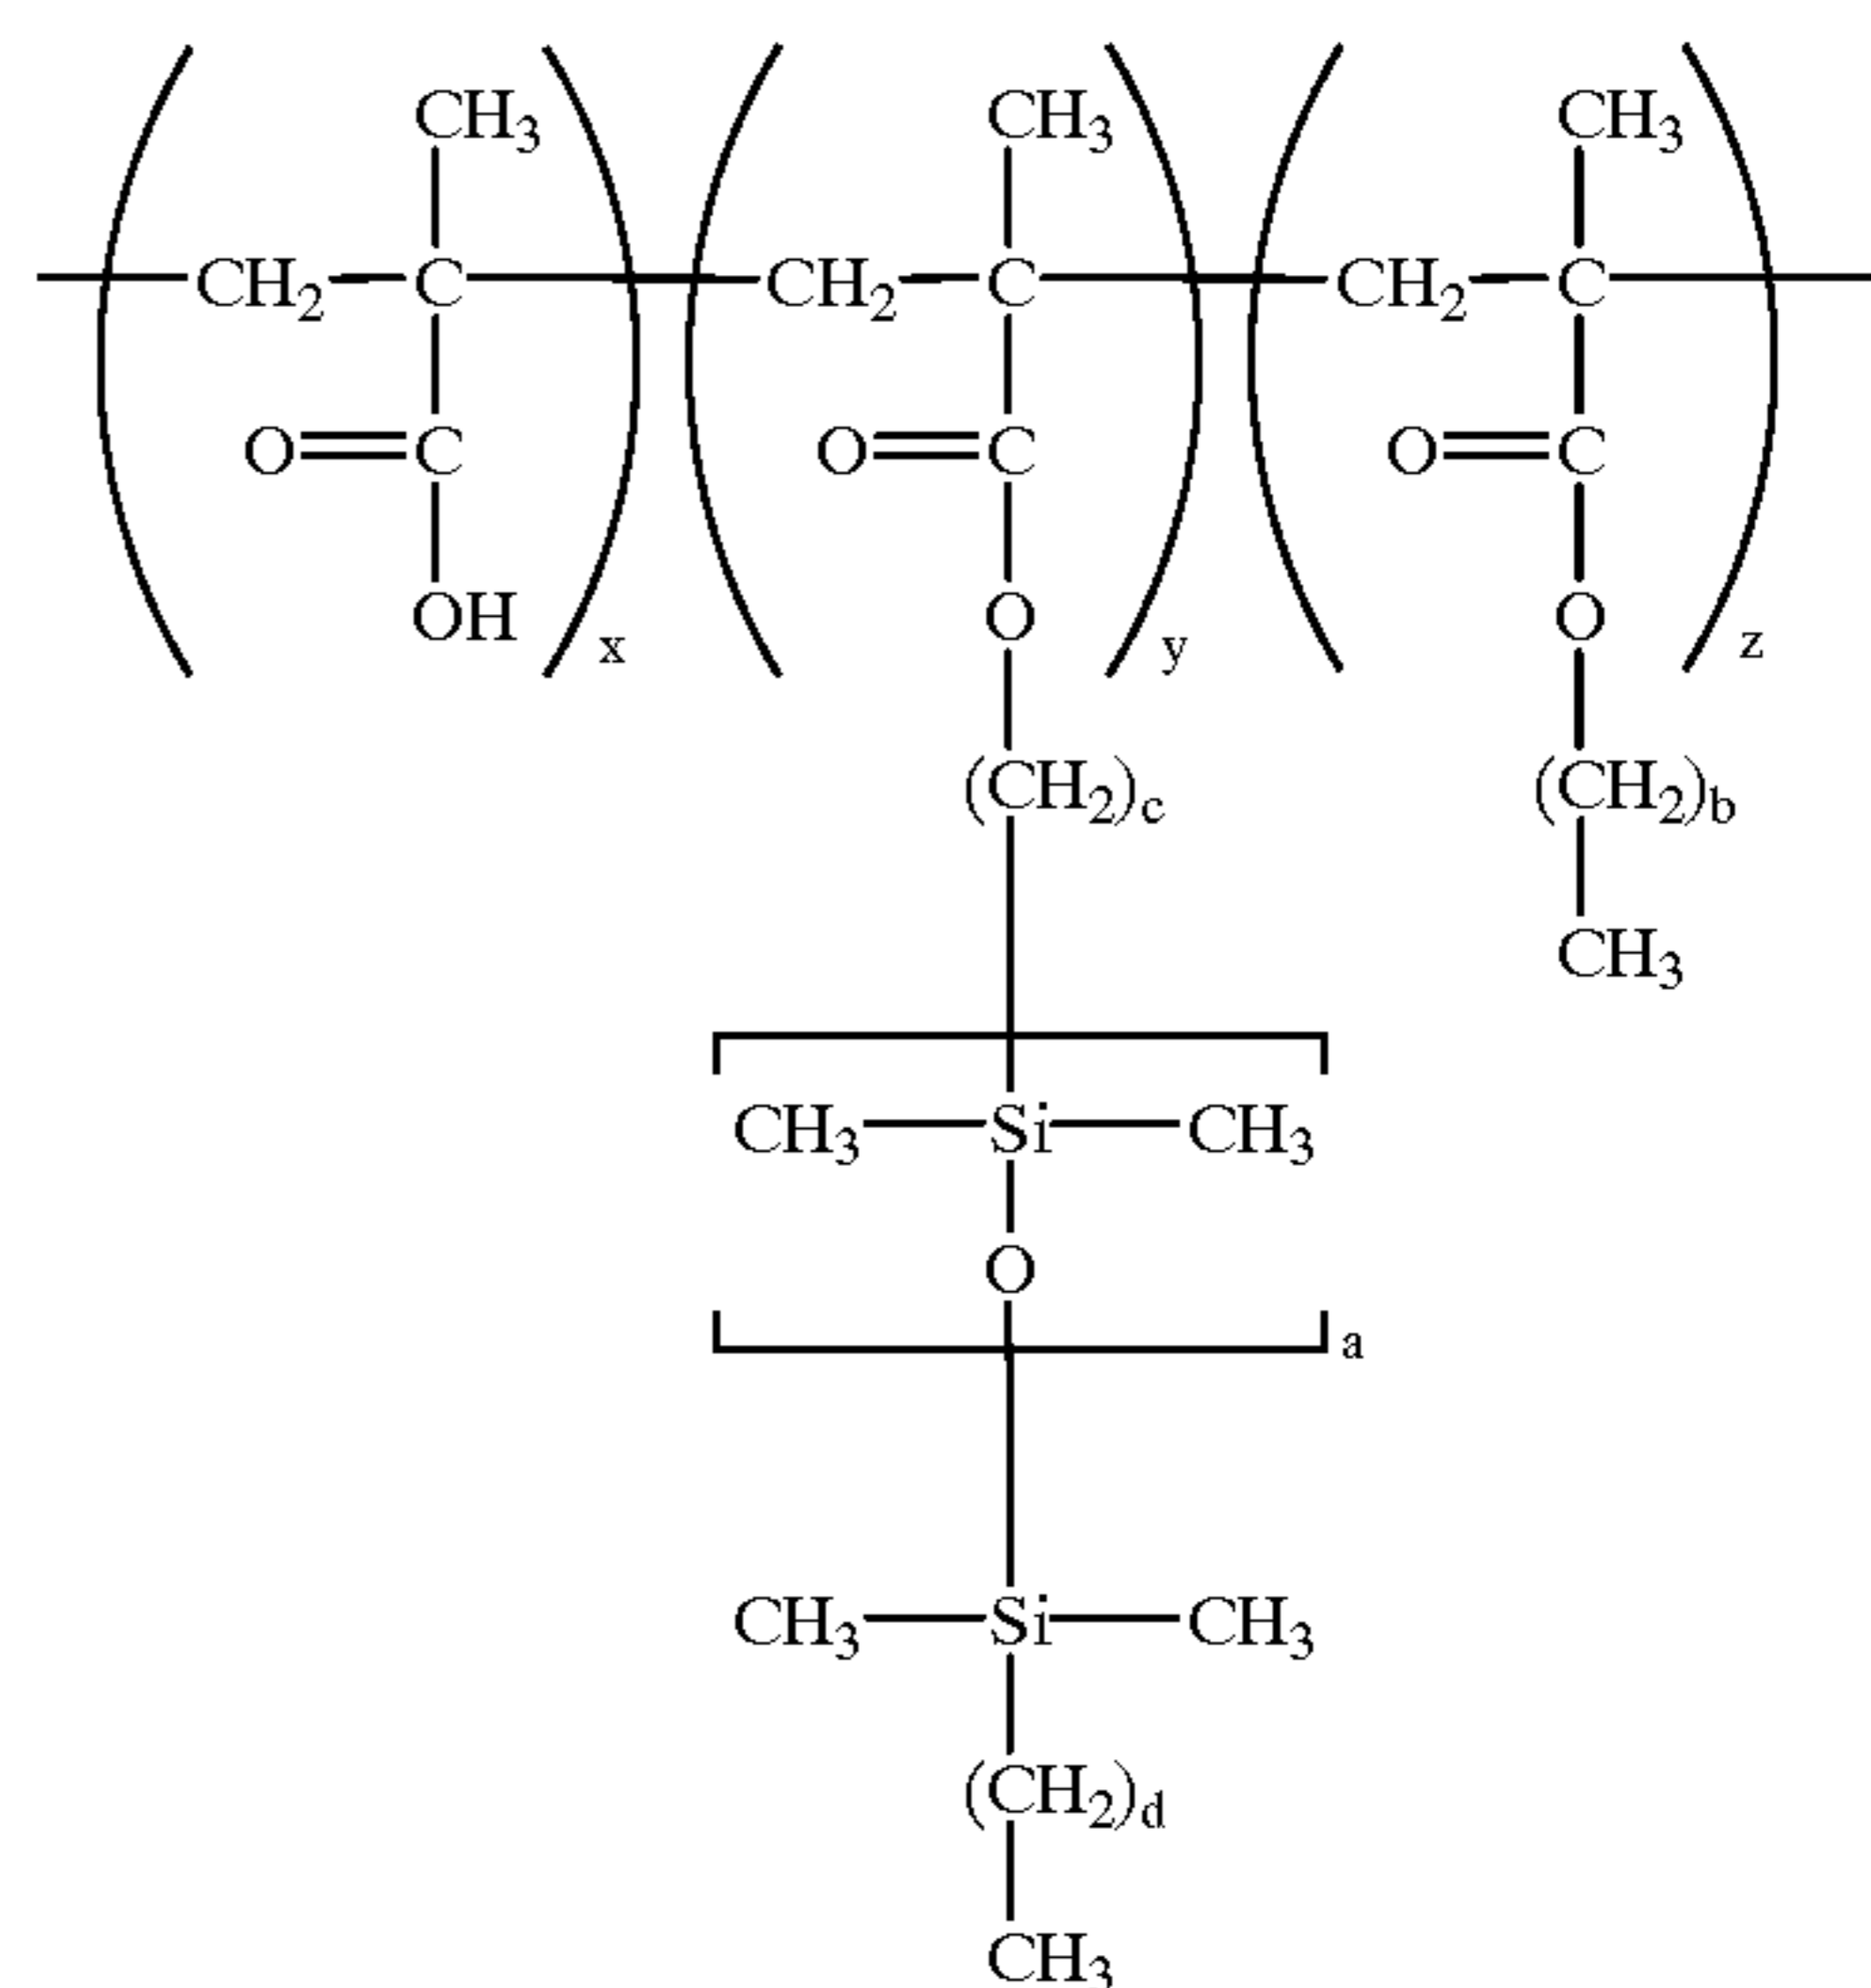 CH3 CH3 CH3
CH2 C CH2 C CH2 C
O C O C O C
OH x O y O z
(CH2)c (CH2)b
CH3
CH3 Si CH3
O
a
CH3 Si CH3
(CH2)d
CH3